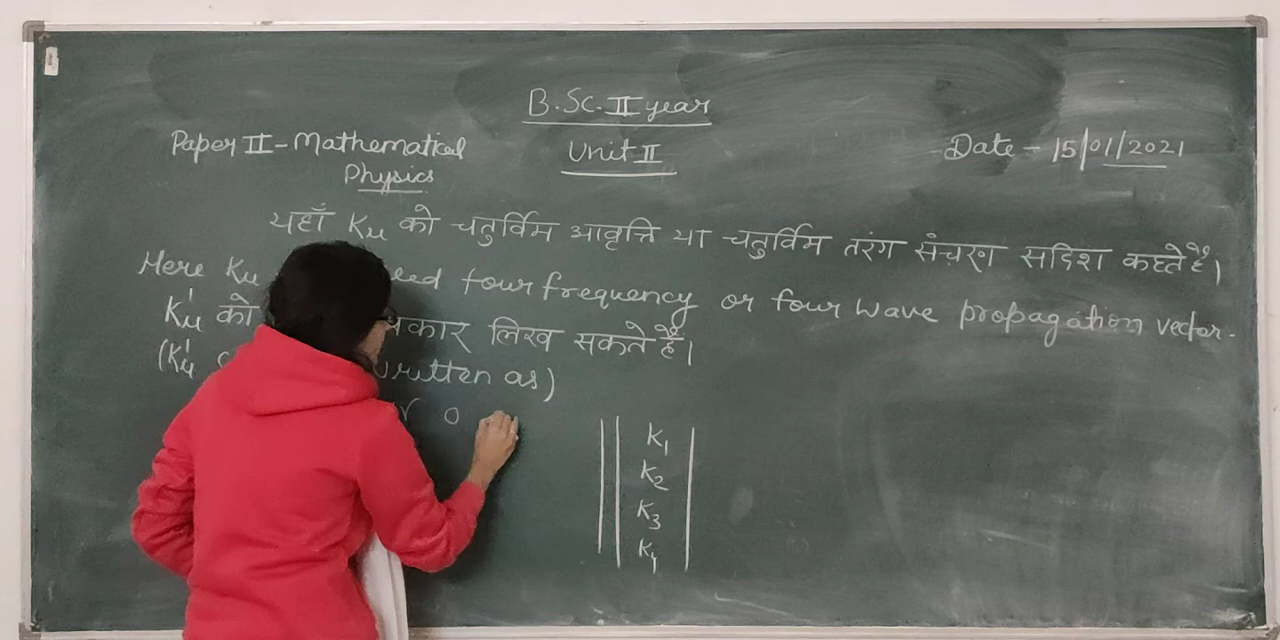 B.Sc. II year
Paper II - Mathematical
Physics
Unit II
Date - 15/01/2021
यहाँ Kμ को चतुर्विम आवृत्ति या चतुर्विम तरंग संचरण सदिश कहते हैं।
Here Kμ four frequency or four wave propagation vector.
K'μ को लिख सकते हैं।
(K'μ written as)
0
K1
K2
K3
K4